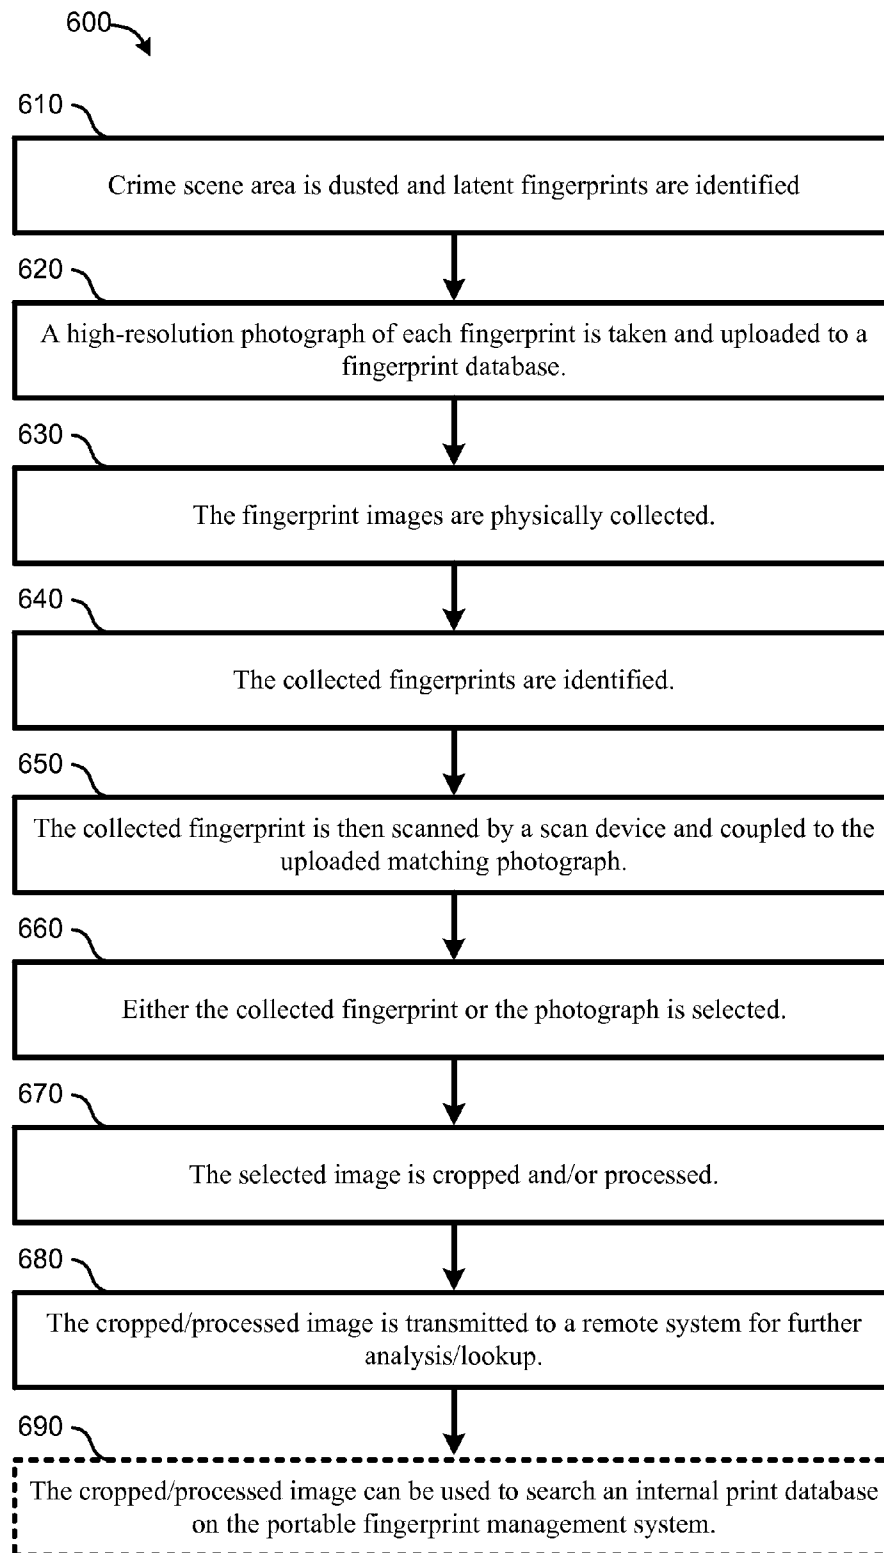 600
610
Crime scene area is dusted and latent fingerprints are identified
620
A high-resolution photograph of each fingerprint is taken and uploaded to a
fingerprint database.
630
The fingerprint images are physically collected.
640
The collected fingerprints are identified.
650
The collected fingerprint is then scanned by a scan device and coupled to the
uploaded matching photograph.
660
Either the collected fingerprint or the photograph is selected.
670
The selected image is cropped and/or processed.
680
The cropped/processed image is transmitted to a remote system for further
analysis/lookup.
690
The cropped/processed image can be used to search an internal print database
on the portable fingerprint management system.